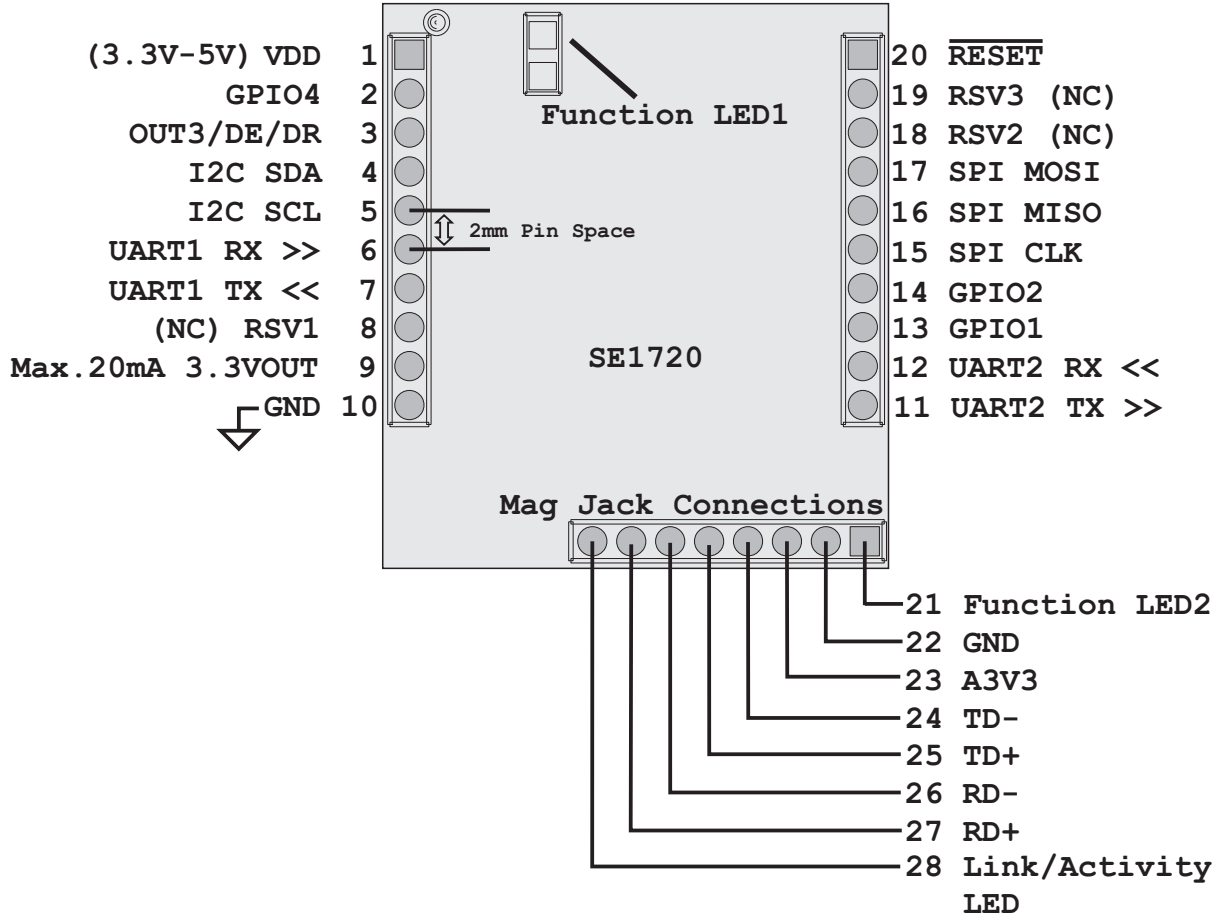 ©
(3.3V-5V) VDD 1
GPIO4 2
OUT3/DE/DR 3
I2C SDA 4
I2C SCL 5
UART1 RX >> 6
UART1 TX << 7
(NC) RSV1 8
Max.20mA 3.3VOUT 9
GND 10
Function LED1
2mm Pin Space
SE1720
20 RESET
19 RSV3 (NC)
18 RSV2 (NC)
17 SPI MOSI
16 SPI MISO
15 SPI CLK
14 GPIO2
13 GPIO1
12 UART2 RX <<
11 UART2 TX >>
Mag Jack Connections
21 Function LED2
22 GND
23 A3V3
24 TD-
25 TD+
26 RD-
27 RD+
28 Link/Activity
LED